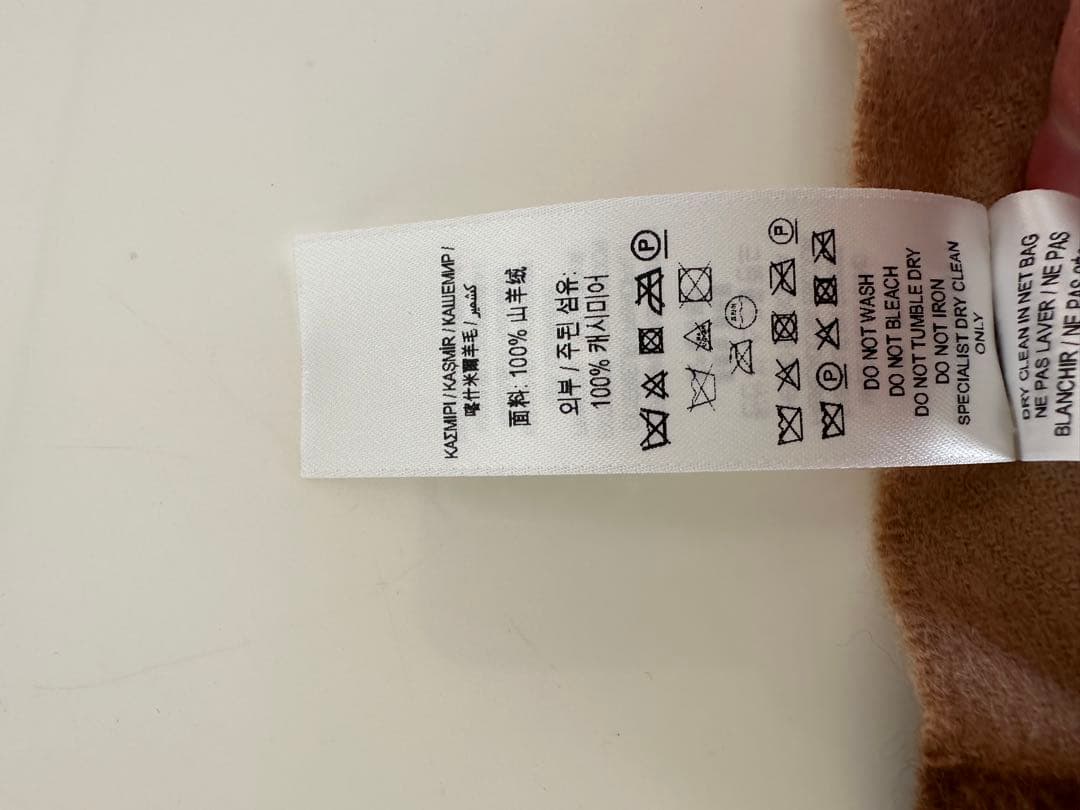 ΚΑΣΜΙΡΙ / KAŞMİR / КАШЕМИР /
喀什米爾羊毛 / كشمير
面料: 100% 山羊绒
외부 / 주된 섬유:
100% 캐시미어
P
P
P
DO NOT WASH
DO NOT BLEACH
DO NOT TUMBLE DRY
DO NOT IRON
SPECIALIST DRY CLEAN
ONLY
DRY CLEAN IN NET BAG
NE PAS LAVER / NE PAS
BLANCHIR / NE PAS